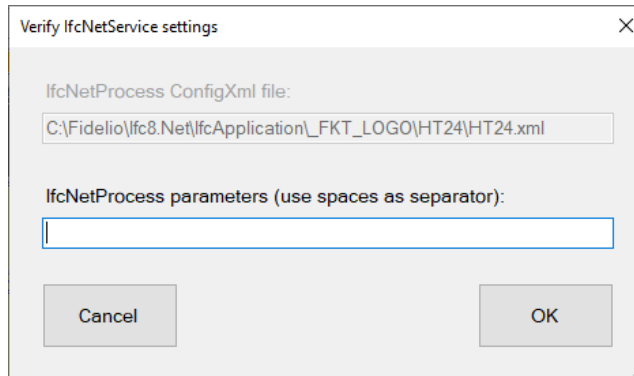 Verify IfcNetService settings
IfcNetProcess ConfigXml file:
C:\Fidelio\Ifc8.Net\IfcApplication\_FKT_LOGO\HT24\HT24.xml
IfcNetProcess parameters (use spaces as separator):
Cancel
OK